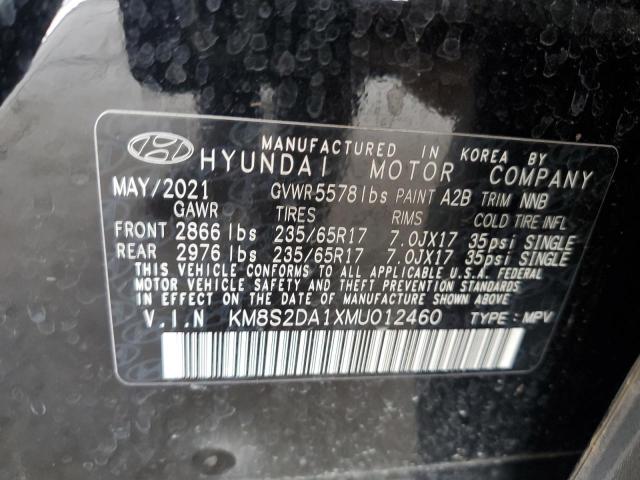 MANUFACTURED IN KOREA BY
HYUNDAI MOTOR COMPANY
MAY/2021 GVWR 5578lbs PAINT A2B TRIM NNB
GAWR TIRES RIMS COLD TIRE INFL
FRONT 2866 lbs 235/65R17 7.0JX17 35psi SINGLE
REAR 2976 lbs 235/65R17 7.0JX17 35psi SINGLE
THIS VEHICLE CONFORMS TO ALL APPLICABLE U.S.A. FEDERAL
MOTOR VEHICLE SAFETY AND THEFT PREVENTION STANDARDS
IN EFFECT ON THE DATE OF MANUFACTURE SHOWN ABOVE.
V.I.N KM8S2DA1XMU012460 TYPE: MPV